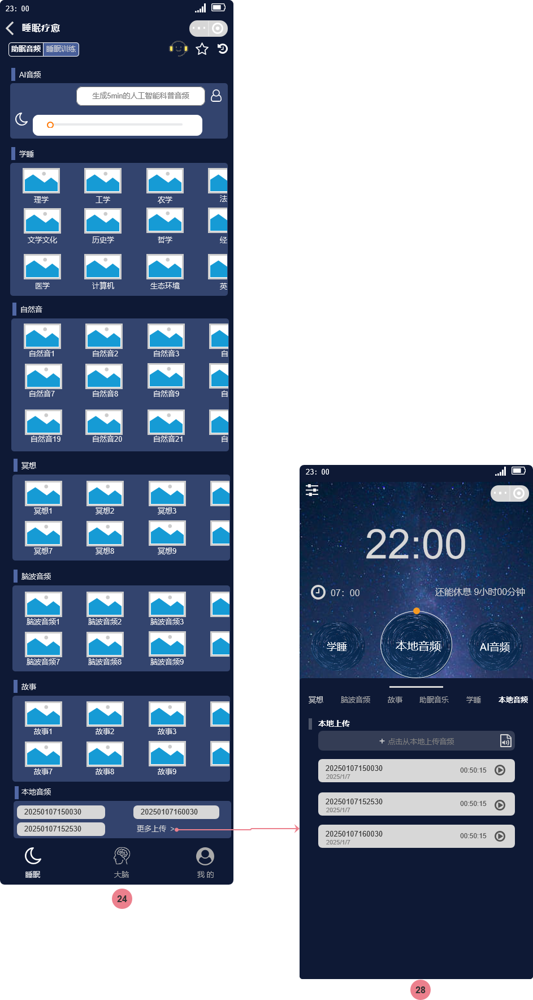 23：00
睡眠疗愈
助眠音频 睡眠训练
AI音频
生成5min的人工智能科普音频
学睡
理学 工学 农学 法
文学文化 历史学 哲学 经
医学 计算机 生态环境 英
自然音
自然音1 自然音2 自然音3 自
自然音7 自然音8 自然音9 自
自然音19 自然音20 自然音21 自
冥想
冥想1 冥想2 冥想3
冥想7 冥想8 冥想9
脑波音频
脑波音频1 脑波音频2 脑波音频3
脑波音频7 脑波音频8 脑波音频9
故事
故事1 故事2 故事3
故事7 故事8 故事9
本地音频
20250107150030 20250107160030
20250107152530 更多上传 >
睡眠 大脑 我 的
24
23：00
22:00
07：00 还能休息 9小时00分钟
学睡 本地音频 AI音频
冥想 脑波音频 故事 助眠音乐 学睡 本地音频
本地上传
+ 点击从本地上传音频
20250107150030 00:50:15
2025/1/7
20250107152530 00:50:15
2025/1/7
20250107160030 00:50:15
2025/1/7
28